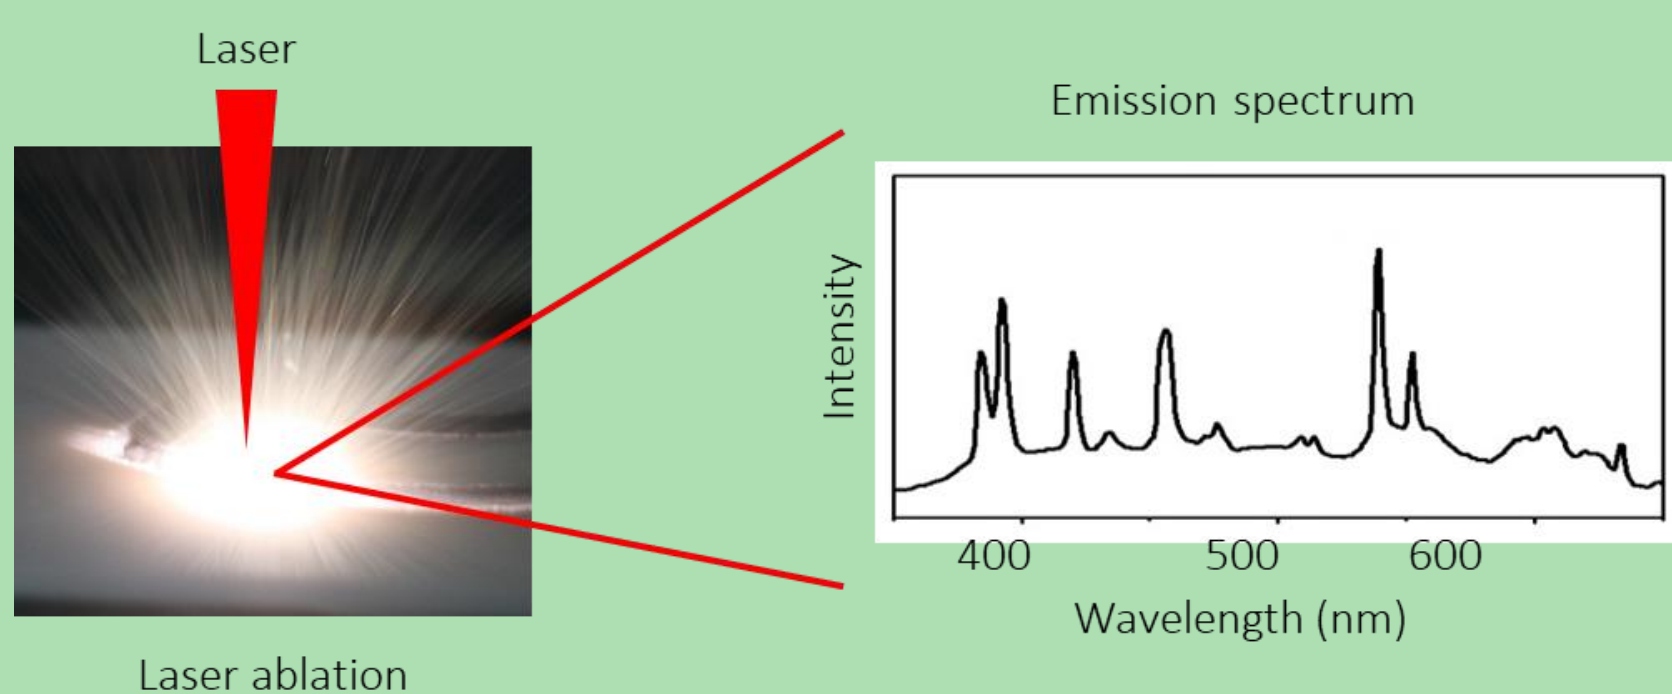 Laser
Laser ablation
Emission spectrum
Intensity
400 500 600
Wavelength (nm)